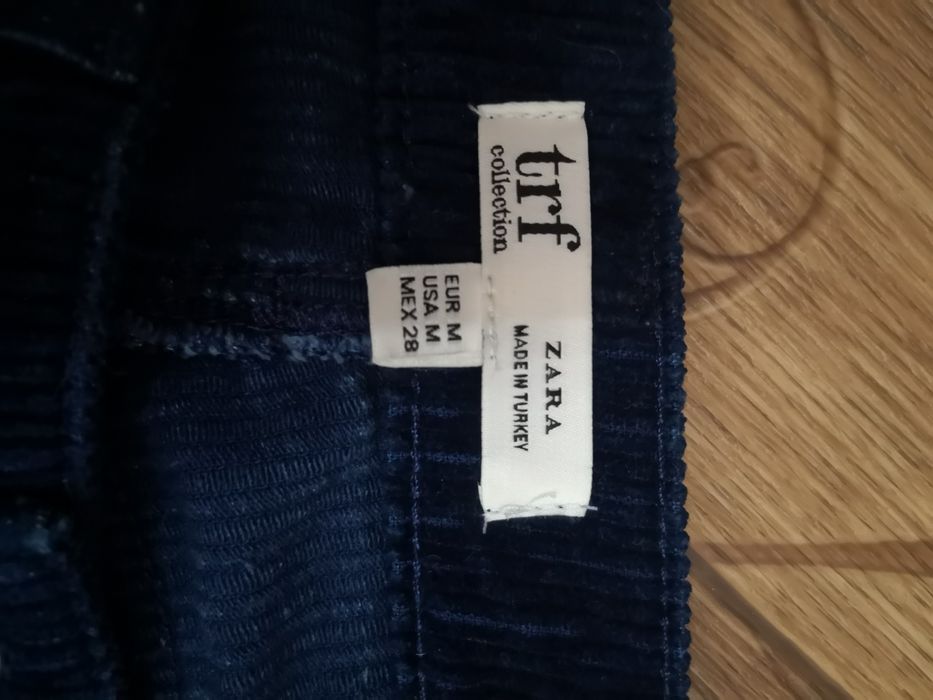 trf
collection
ZARA
MADE IN TURKEY
EUR M
USA M
MEX 28